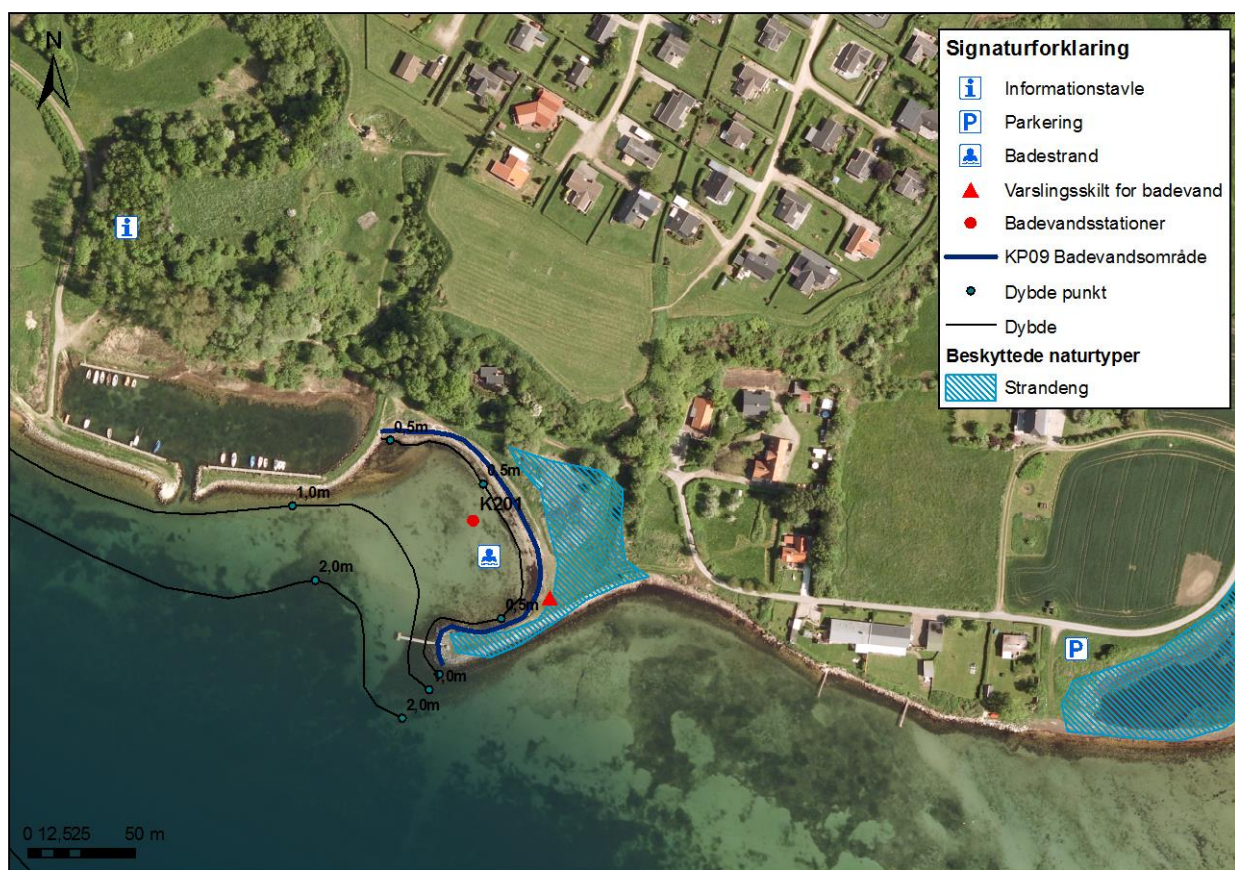 N
Signaturforklaring
Informationstavle
P Parkering
Badestrand
Varslingsskilt for badevand
Badevandsstationer
KP09 Badevandsområde
Dybde punkt
Dybde
Beskyttede naturtyper
Strandeng
0,5m
0,5m
1,0m
K201
2,0m
0,5m
P
1,0m
2,0m
0 12,525 50 m